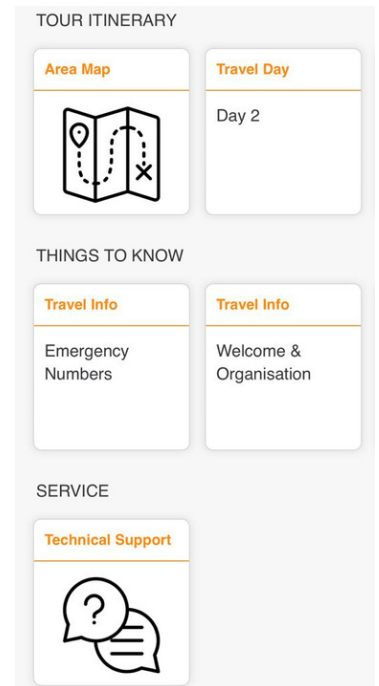 TOUR ITINERARY
Area Map
Travel Day
Day 2
THINGS TO KNOW
Travel Info
Travel Info
Emergency
Numbers
Welcome &
Organisation
SERVICE
Technical Support
?